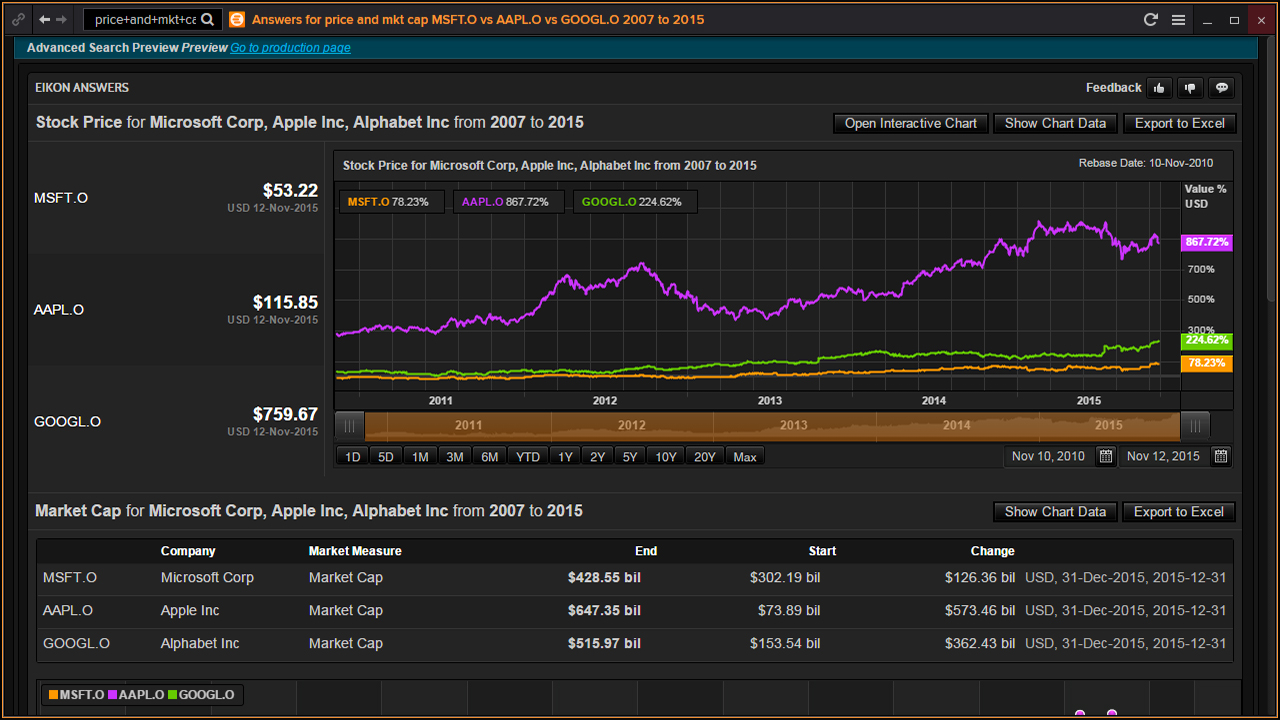 price+and+mkt+ca
Answers for price and mkt cap MSFT.O vs AAPL.O vs GOOGL.O 2007 to 2015
Advanced Search Preview Preview Go to production page
EIKON ANSWERS
Feedback
Stock Price for Microsoft Corp, Apple Inc, Alphabet Inc from 2007 to 2015
Open Interactive Chart Show Chart Data Export to Excel
MSFT.O
$53.22
USD 12-Nov-2015
AAPL.O
$115.85
USD 12-Nov-2015
GOOGL.O
$759.67
USD 12-Nov-2015
Stock Price for Microsoft Corp, Apple Inc, Alphabet Inc from 2007 to 2015
Rebase Date: 10-Nov-2010
MSFT.O 78.23% AAPL.O 867.72% GOOGL.O 224.62%
Value %
USD
867.72%
700%
500%
300%
224.62%
78.23%
2011 2012 2013 2014 2015
2011 2012 2013 2014 2015
1D 5D 1M 3M 6M YTD 1Y 2Y 5Y 10Y 20Y Max
Nov 10, 2010 Nov 12, 2015
Market Cap for Microsoft Corp, Apple Inc, Alphabet Inc from 2007 to 2015
Show Chart Data Export to Excel
Company Market Measure End Start Change
MSFT.O Microsoft Corp Market Cap $428.55 bil $302.19 bil $126.36 bil USD, 31-Dec-2015, 2015-12-31
AAPL.O Apple Inc Market Cap $647.35 bil $73.89 bil $573.46 bil USD, 31-Dec-2015, 2015-12-31
GOOGL.O Alphabet Inc Market Cap $515.97 bil $153.54 bil $362.43 bil USD, 31-Dec-2015, 2015-12-31
MSFT.O AAPL.O GOOGL.O